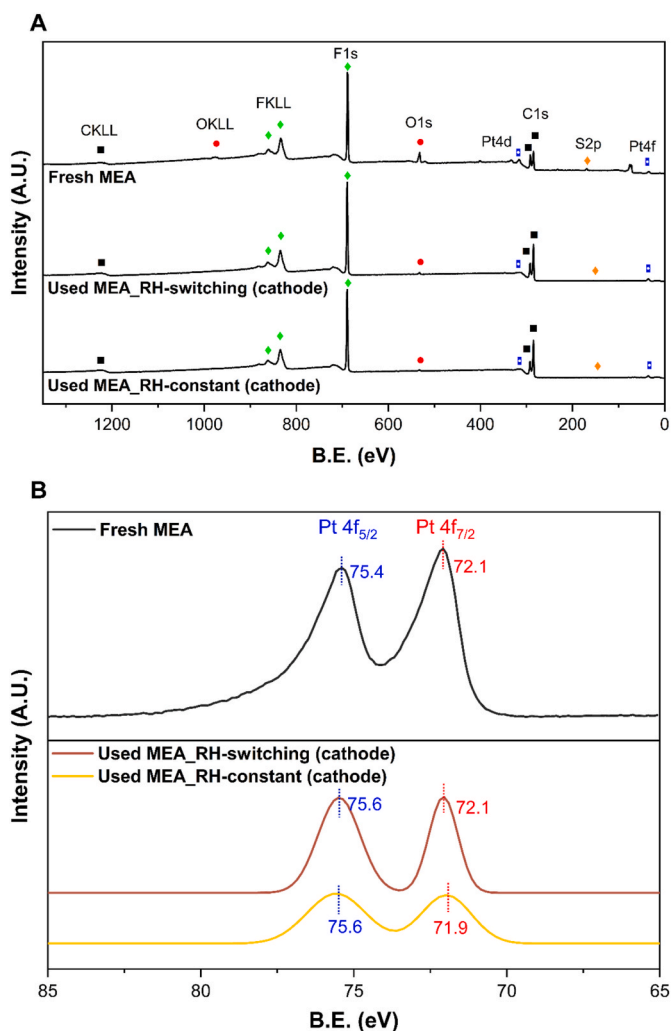 A
F1s
FKLL
CKLL
OKLL
O1s
C1s
Pt4d
S2p
Pt4f
Fresh MEA
Used MEA_RH-switching (cathode)
Used MEA_RH-constant (cathode)
Intensity (A.U.)
1200 1000 800 600 400 200 0
B.E. (eV)
B
Fresh MEA
Pt 4f5/2
Pt 4f7/2
75.4
72.1
Used MEA_RH-switching (cathode)
Used MEA_RH-constant (cathode)
75.6
72.1
75.6
71.9
Intensity (A.U.)
85 80 75 70 65
B.E. (eV)